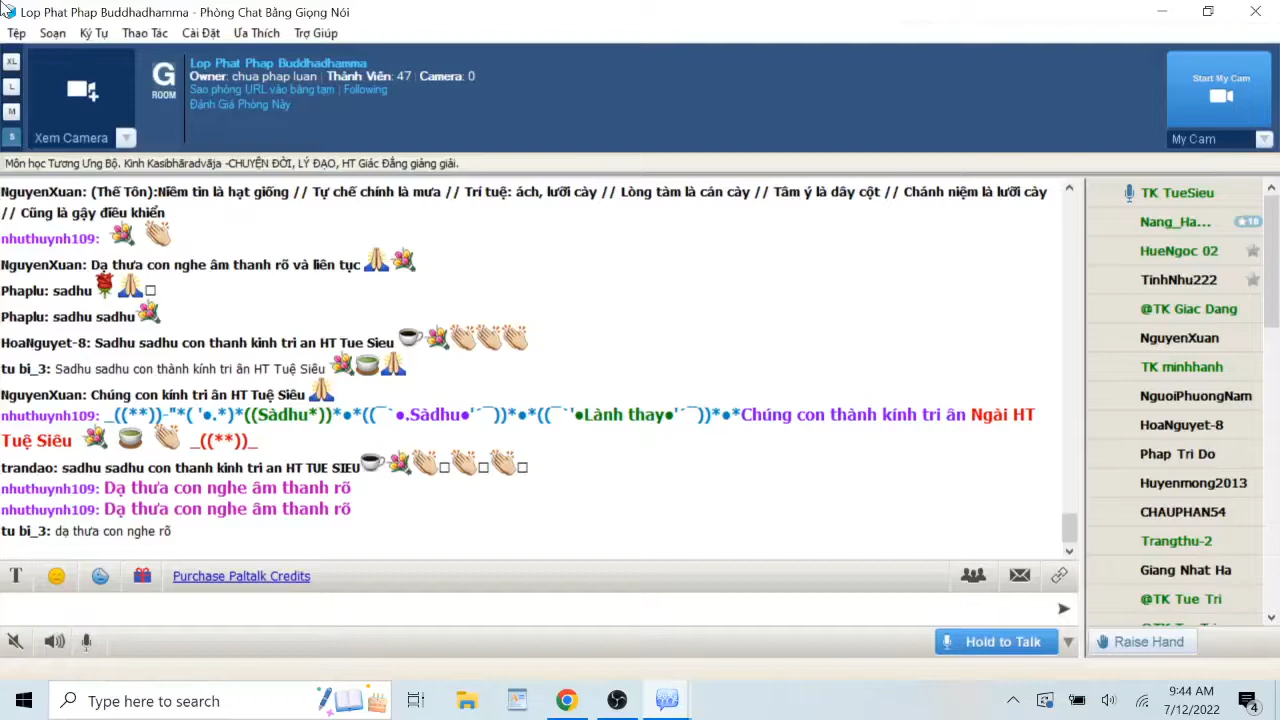 Lop Phat Phap Buddhadhamma - Phòng Chat Bằng Giọng Nói
Tệp Soạn Ký Tự Thao Tác Cài Đặt Ưa Thích Trợ Giúp
XL
L
M
S
Xem Camera
G
ROOM
Lop Phat Phap Buddhadhamma
Owner: chua phap luan | Thành Viên: 47 | Camera: 0
Sao phòng URL vào bảng tạm | Following
Đánh Giá Phòng Này
Start My Cam
My Cam
Môn học Tương Ưng Bộ. Kinh Kasibhāradvāja -CHUYỆN ĐỜI, LÝ ĐẠO, HT Giác Đẳng giảng giải.
NguyenXuan: (Thế Tôn):Niềm tin là hạt giống // Tự chế chính là mưa // Trí tuệ: ách, lưỡi cày // Lòng tàm là cán cày // Tâm ý là dây cột // Chánh niệm là lưỡi cày
// Cũng là gậy điều khiển
nhuthuynh109:
NguyenXuan: Dạ thưa con nghe âm thanh rõ và liên tục
Phaplu: sadhu
Phaplu: sadhu sadhu
HoaNguyet-8: Sadhu sadhu con thanh kinh tri an HT Tue Sieu
tu bi_3: Sadhu sadhu con thành kính tri ân HT Tuệ Siêu
NguyenXuan: Chúng con kính tri ân HT Tuệ Siêu
nhuthuynh109: _((**))-"*( '●.*)*((Sàdhu*))*●*((¯`●.Sàdhu●'´¯))*●*((¯`'●Lành thay●'´¯))*●*Chúng con thành kính tri ân Ngài HT
Tuệ Siêu _((**))_
trandao: sadhu sadhu con thanh kinh tri an HT TUE SIEU
nhuthuynh109: Dạ thưa con nghe âm thanh rõ
nhuthuynh109: Dạ thưa con nghe âm thanh rõ
tu bi_3: dạ thưa con nghe rõ
TK TueSieu
Nang_Ha... 18
HueNgoc 02
TinhNhu222
@TK Giac Dang
NguyenXuan
TK minhhanh
NguoiPhuongNam
HoaNguyet-8
Phap Tri Do
Huyenmong2013
CHAUPHAN54
Trangthu-2
Giang Nhat Ha
@TK Tue Tri
T Purchase Paltalk Credits
Hold to Talk
Raise Hand
Type here to search
9:44 AM
7/12/2022
4